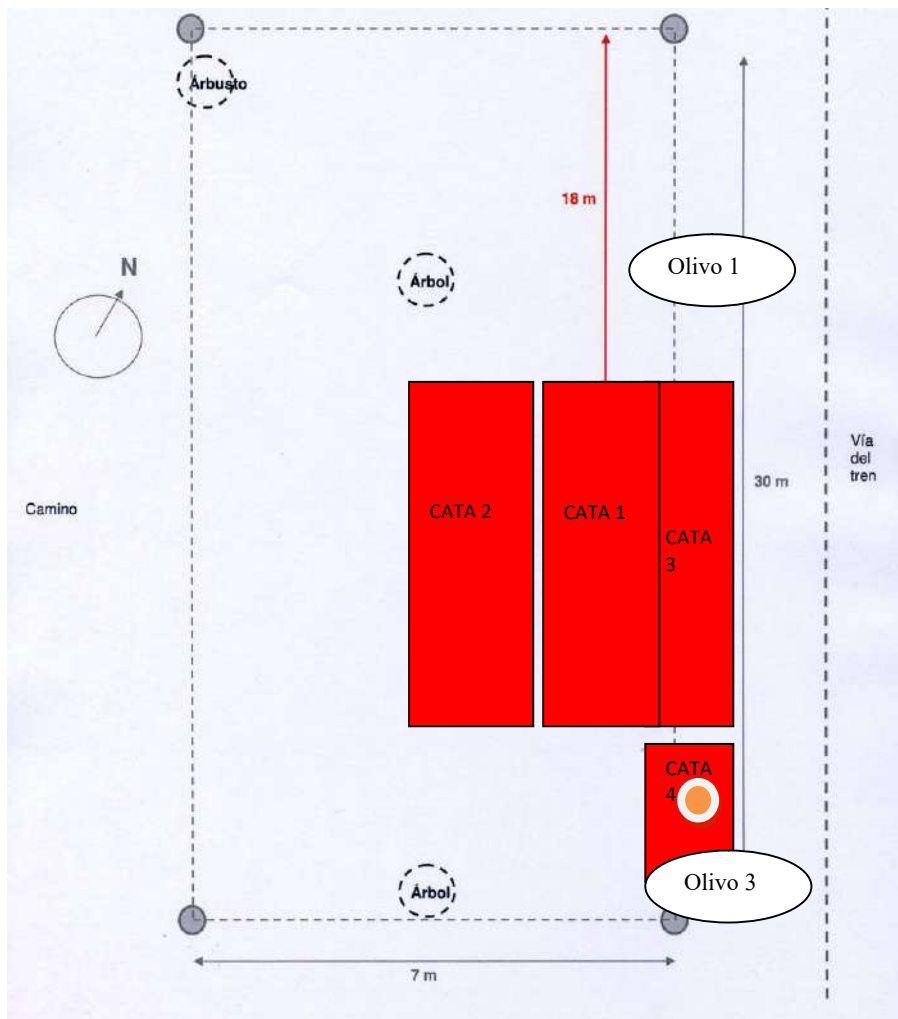 Árbusto
18 m
Olivo 1
N
Árbol
Vía
del
tren
30 m
Camino
CATA 2
CATA 1
CATA
3
CATA
4
Árbol
Olivo 3
7 m